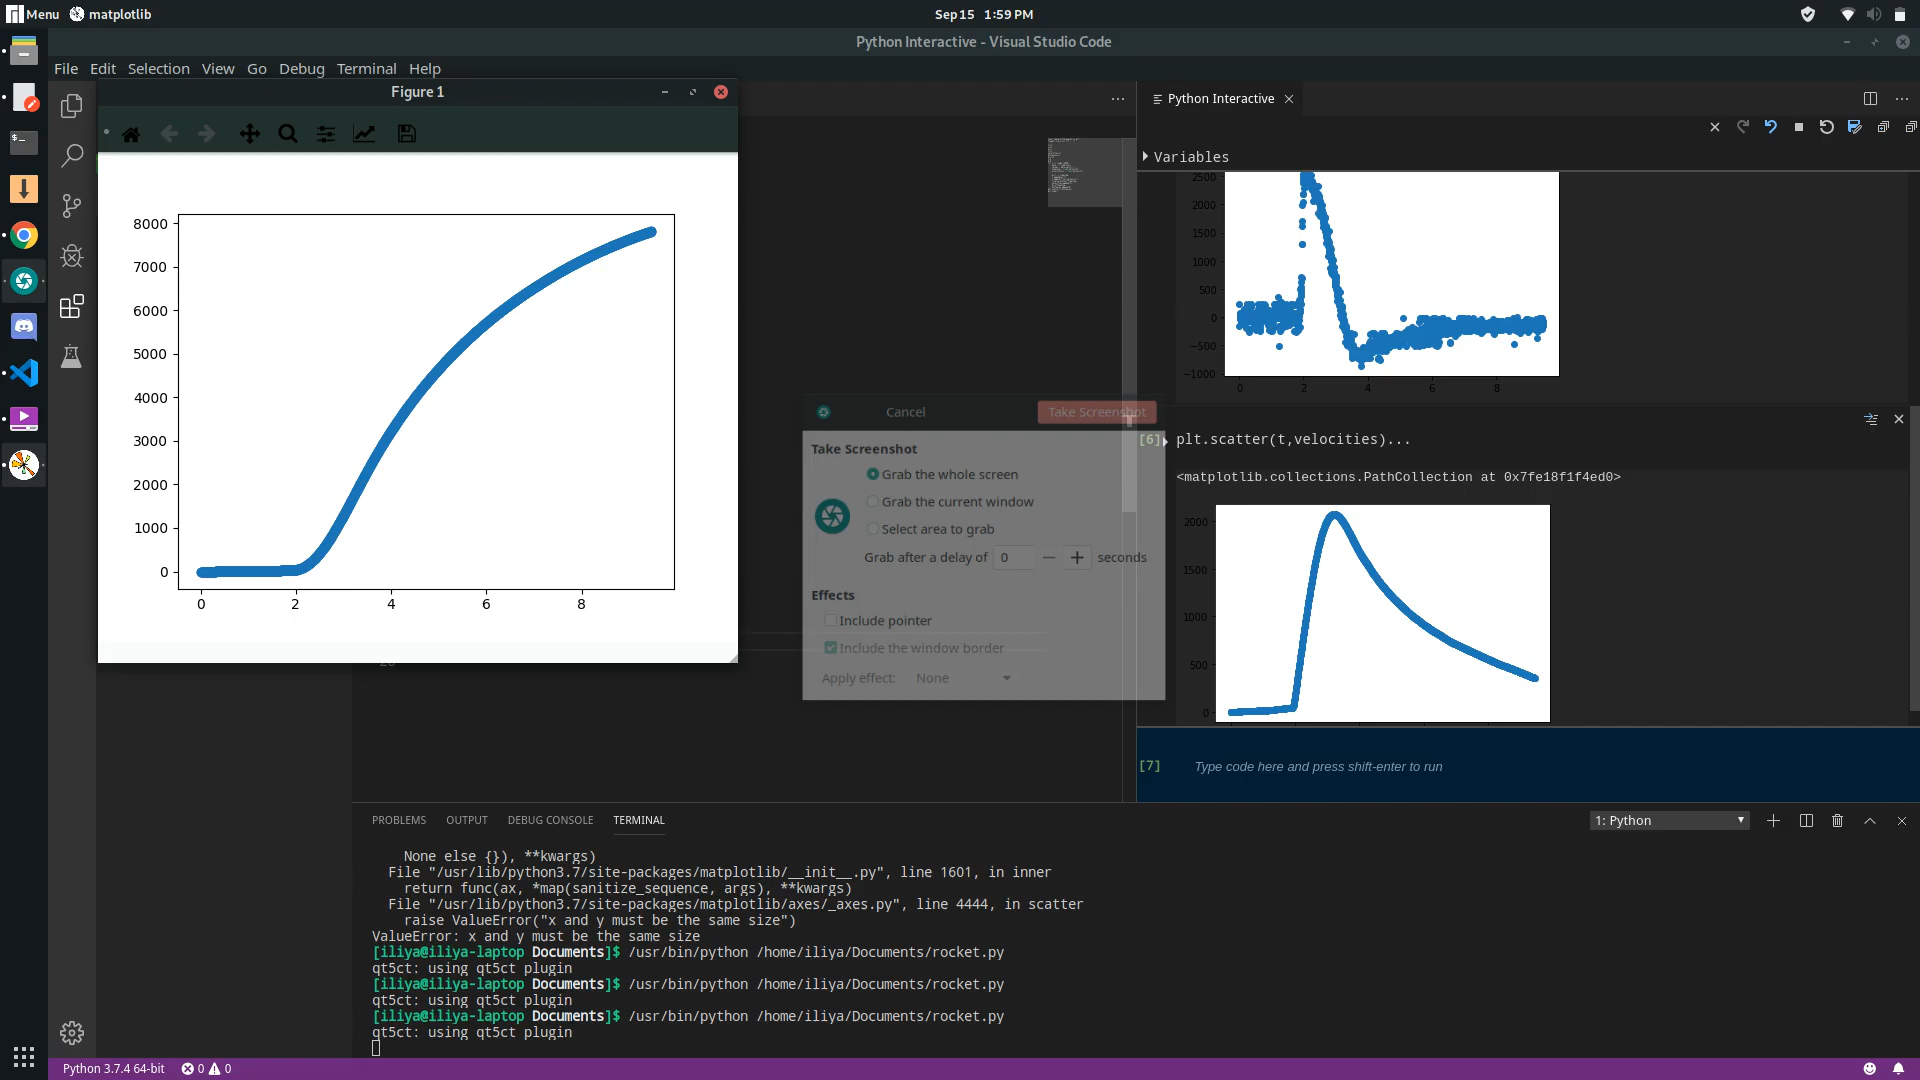 Menu matplotlib
Sep 15 1:59 PM
Python Interactive - Visual Studio Code
File Edit Selection View Go Debug Terminal Help
Figure 1
8000
7000
6000
5000
4000
3000
2000
1000
0
0 2 4 6 8
Cancel Take Screenshot
Take Screenshot
Grab the whole screen
Grab the current window
Select area to grab
Grab after a delay of 0 seconds
Effects
Include pointer
Include the window border
Apply effect: None
Python Interactive
Variables
2500
2000
1500
1000
500
0
−500
−1000
0 2 4 6 8
[6] plt.scatter(t,velocities)...
<matplotlib.collections.PathCollection at 0x7fe18f1f4ed0>
2000
1500
1000
500
0
[7] Type code here and press shift-enter to run
PROBLEMS OUTPUT DEBUG CONSOLE TERMINAL
1: Python
None else {}), **kwargs)
File "/usr/lib/python3.7/site-packages/matplotlib/__init__.py", line 1601, in inner
return func(ax, *map(sanitize_sequence, args), **kwargs)
File "/usr/lib/python3.7/site-packages/matplotlib/axes/_axes.py", line 4444, in scatter
raise ValueError("x and y must be the same size")
ValueError: x and y must be the same size
[iliya@iliya-laptop Documents]$ /usr/bin/python /home/iliya/Documents/rocket.py
qt5ct: using qt5ct plugin
[iliya@iliya-laptop Documents]$ /usr/bin/python /home/iliya/Documents/rocket.py
qt5ct: using qt5ct plugin
[iliya@iliya-laptop Documents]$ /usr/bin/python /home/iliya/Documents/rocket.py
qt5ct: using qt5ct plugin
Python 3.7.4 64-bit 0 0